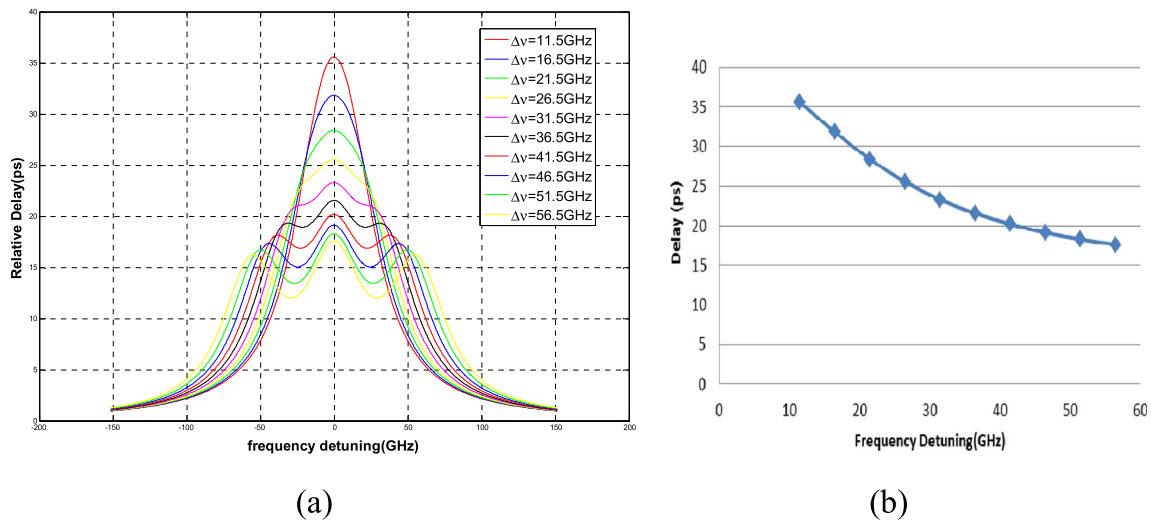 40
35
30
25
20
15
10
5
0
-200 -150 -100 -50 0 50 100 150 200
Relative Delay(ps)
frequency detuning(GHz)
Δν=11.5GHz
Δν=16.5GHz
Δν=21.5GHz
Δν=26.5GHz
Δν=31.5GHz
Δν=36.5GHz
Δν=41.5GHz
Δν=46.5GHz
Δν=51.5GHz
Δν=56.5GHz
(a)
40
35
30
25
20
15
10
5
0
0 10 20 30 40 50 60
Delay (ps)
Frequency Detuning(GHz)
(b)